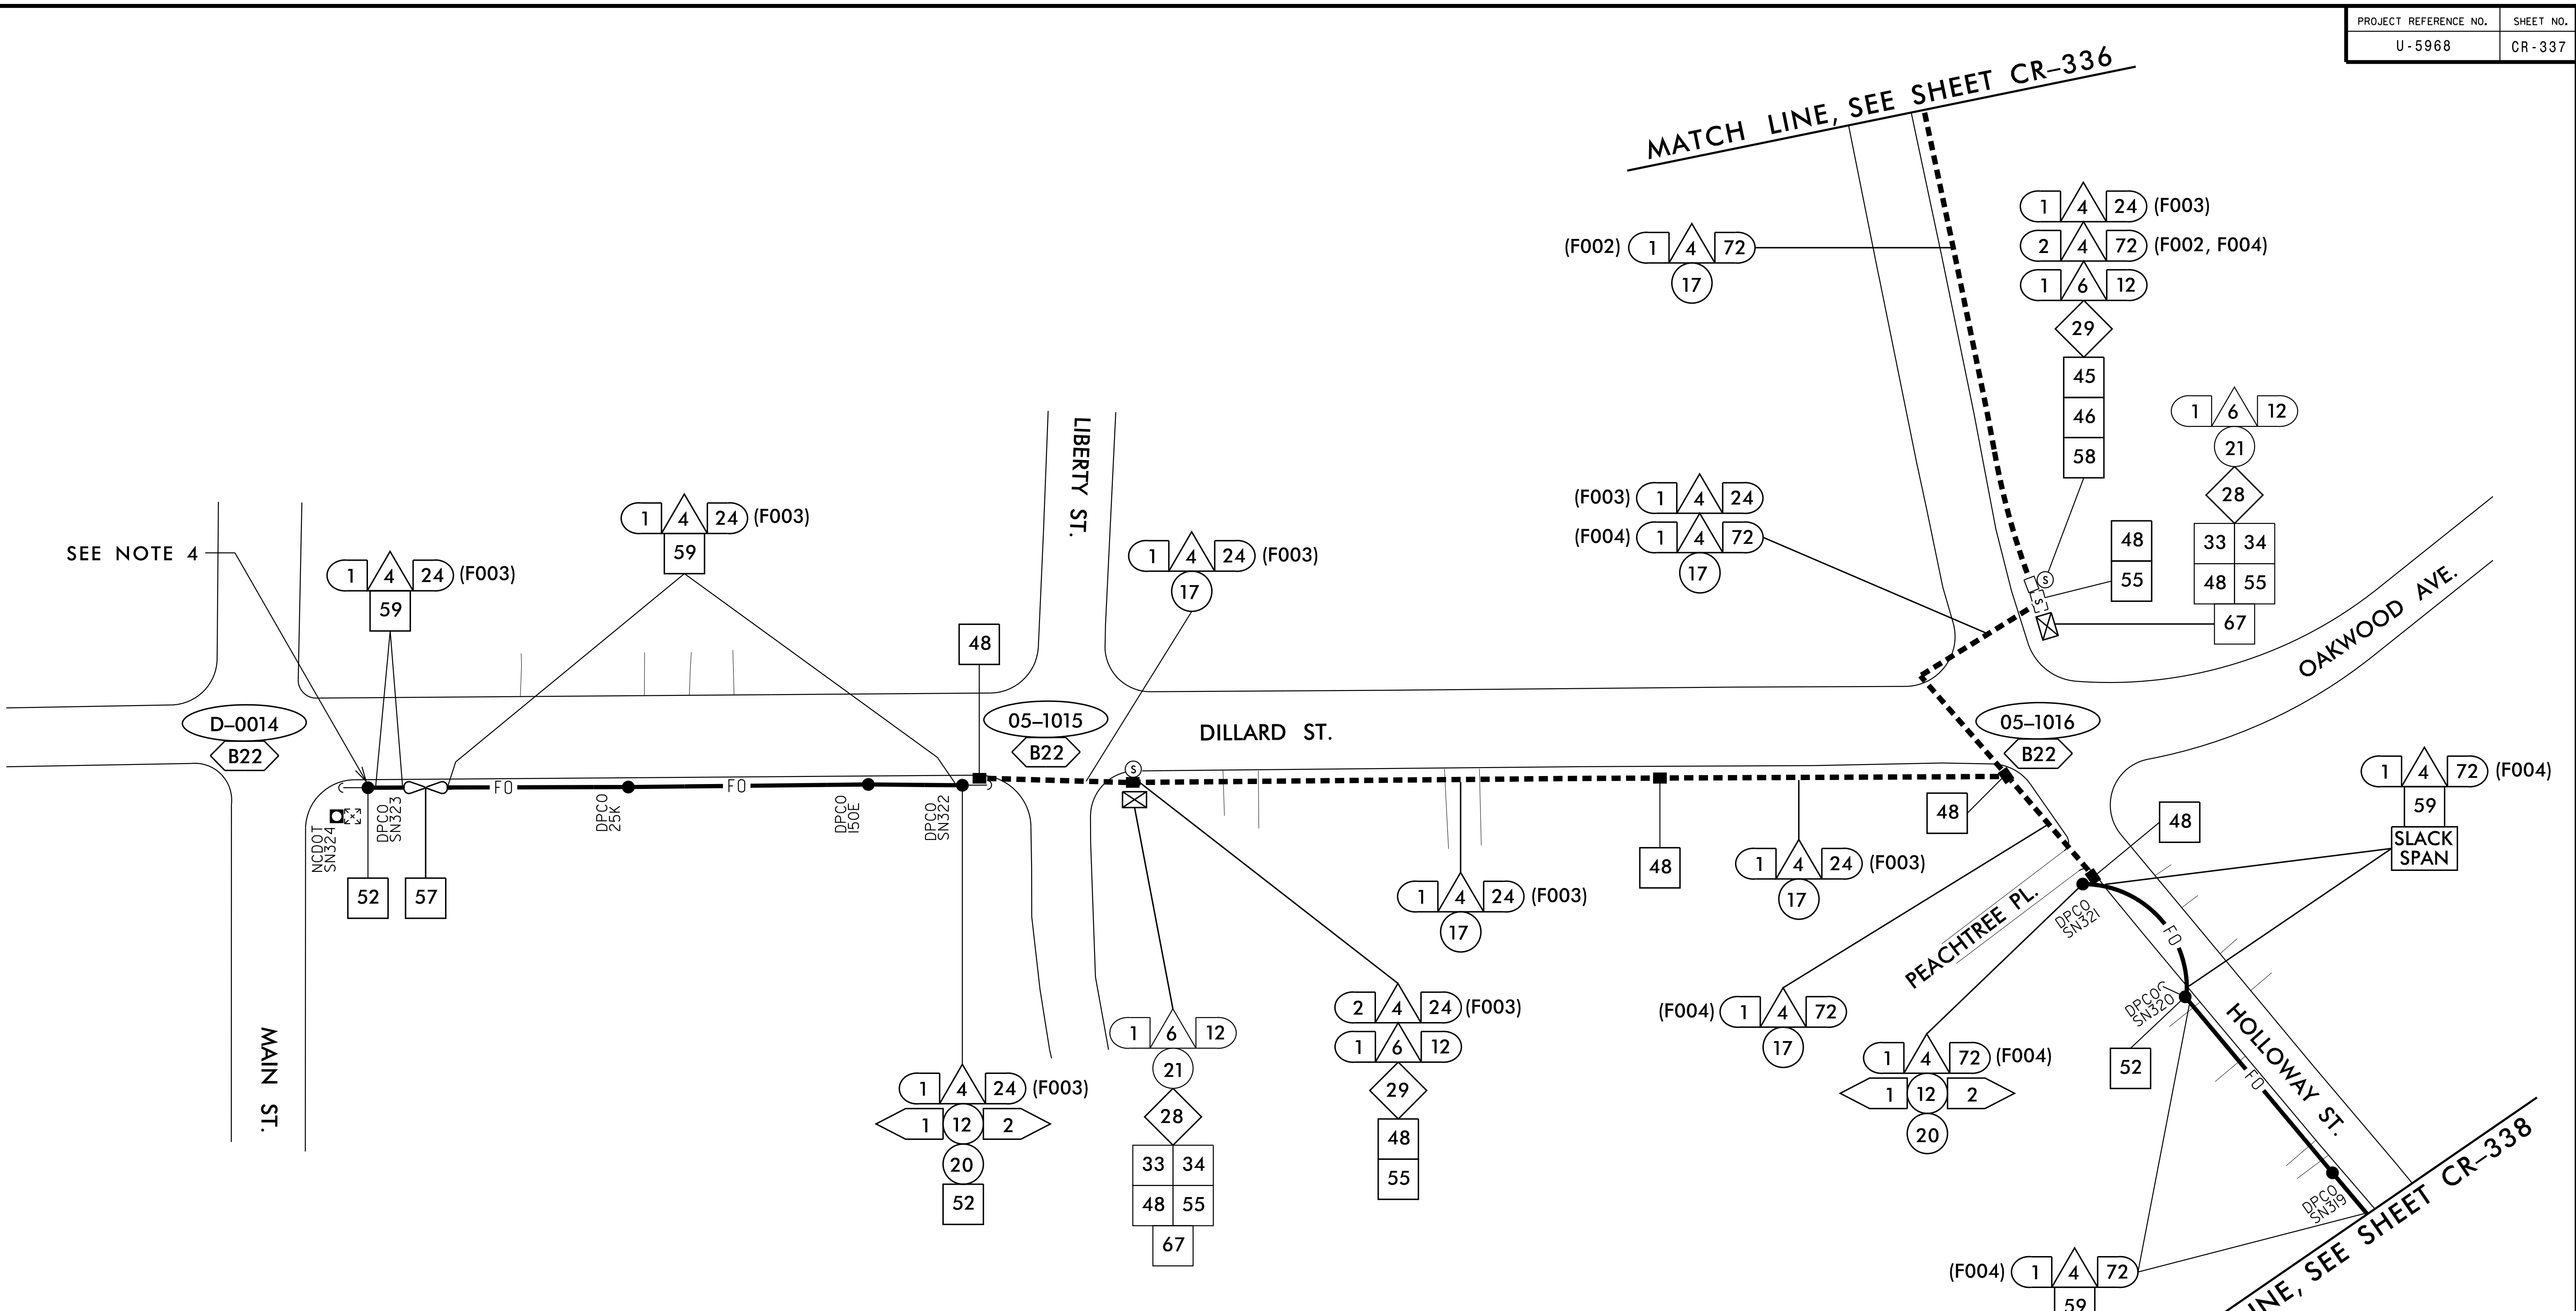 PROJECT REFERENCE NO. SHEET NO.
U-5968 CR-337
MATCH LINE, SEE SHEET CR-336
1 4 24 (F003)
2 4 72 (F002, F004)
1 6 12
29
45
46
58
(F002) 1 4 72
17
1 6 12
21
28
33 34
48 55
67
48
55
(F003) 1 4 24
(F004) 1 4 72
17
OAKWOOD AVE.
LIBERTY ST.
SEE NOTE 4
1 4 24 (F003)
59
1 4 24 (F003)
59
1 4 24 (F003)
17
48
D-0014
B22
05-1015
B22
DILLARD ST.
05-1016
B22
S
S
S
FO
FO
NCDOT
SN324
DPCO
SN323
DPCO
25K
DPCO
150E
DPCO
SN322
52
57
48
48
1 4 24 (F003)
17
1 4 24 (F003)
17
48
1 4 72 (F004)
59
SLACK
SPAN
PEACHTREE PL.
DPCO
SN321
FO
DPCO
SN320
52
HOLLOWAY ST.
FO
DPCO
SN319
MAIN ST.
1 4 24 (F003)
1 12 2
20
52
1 6 12
21
28
33 34
48 55
67
2 4 24 (F003)
1 6 12
29
48
55
(F004) 1 4 72
17
1 4 72 (F004)
1 12 2
20
(F004) 1 4 72
59
SEE SHEET CR-338